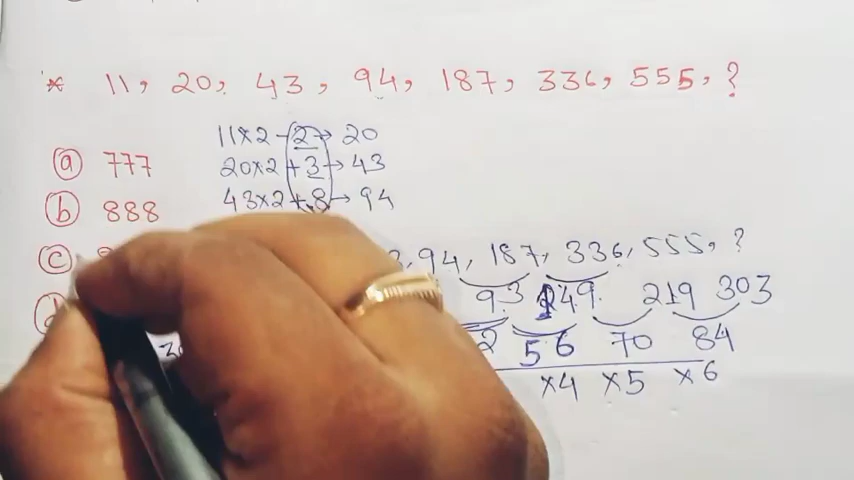 * 11, 20, 43, 94, 187, 336, 555, ?
11×2 - 2 → 20
ⓐ 777 20×2 + 3 → 43
ⓑ 888 43×2 + 8 → 94
ⓒ 94, 187, 336, 555, ?
93 149 219 303
ⓓ 2 56 70 84
×4 ×5 ×6